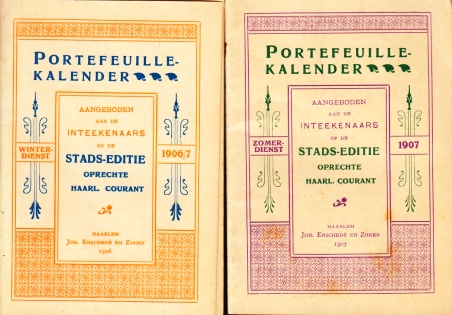 PORTEFEUILLE-
KALENDER
AANGEBODEN
AAN DE
INTEEKENAARS
OP DE
STADS-EDITIE
OPRECHTE
HAARL. COURANT
WINTER-
DIENST
1906/7
HAARLEM
JOH. ENSCHEDÉ EN ZONEN
1906
PORTEFEUILLE-
KALENDER
AANGEBODEN
AAN DE
INTEEKENAARS
OP DE
STADS-EDITIE
OPRECHTE
HAARL. COURANT
ZOMER-
DIENST
1907
HAARLEM
JOH. ENSCHEDÉ EN ZONEN
1907